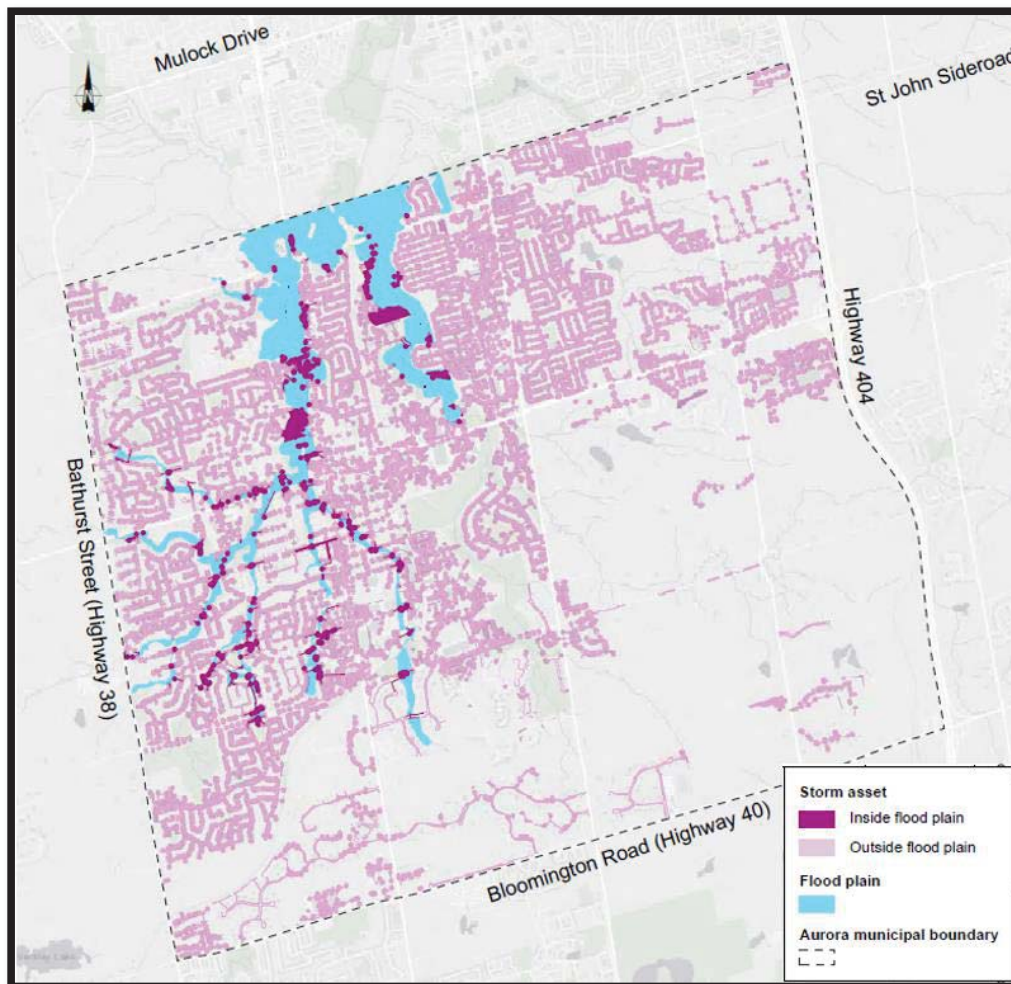 Mulock Drive
St John Sideroad
N
Highway 404
Bathurst Street (Highway 38)
Bloomington Road (Highway 40)
Storm asset
Inside flood plain
Outside flood plain
Flood plain
Aurora municipal boundary